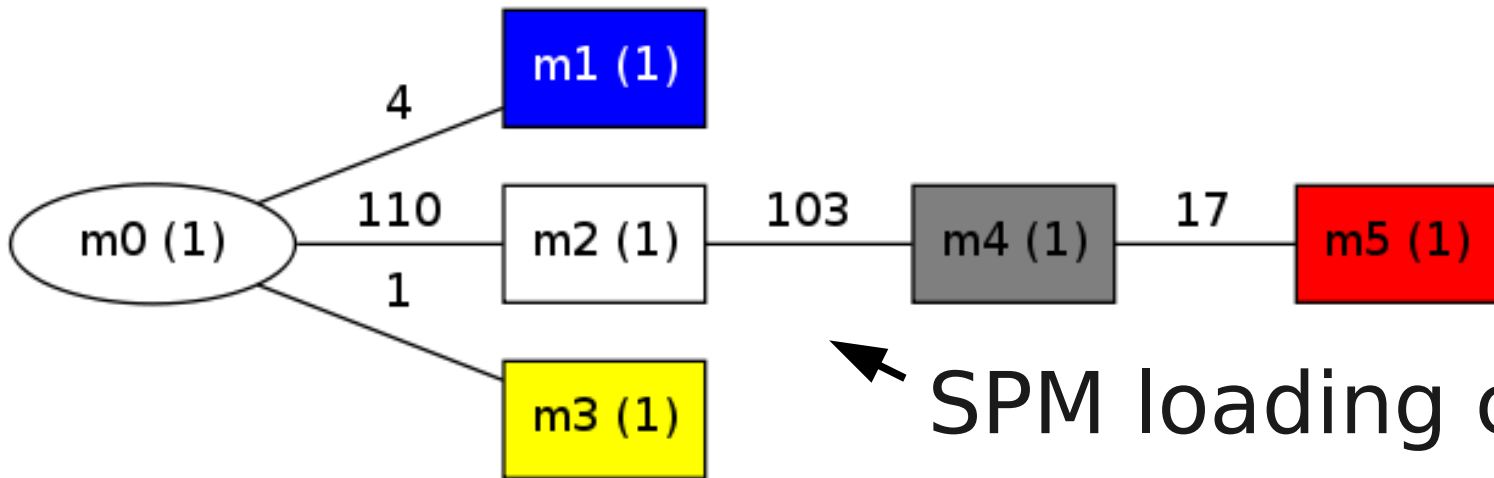 m1 (1)
4
m0 (1)
110
m2 (1)
103
m4 (1)
17
m5 (1)
1
m3 (1)
SPM loading